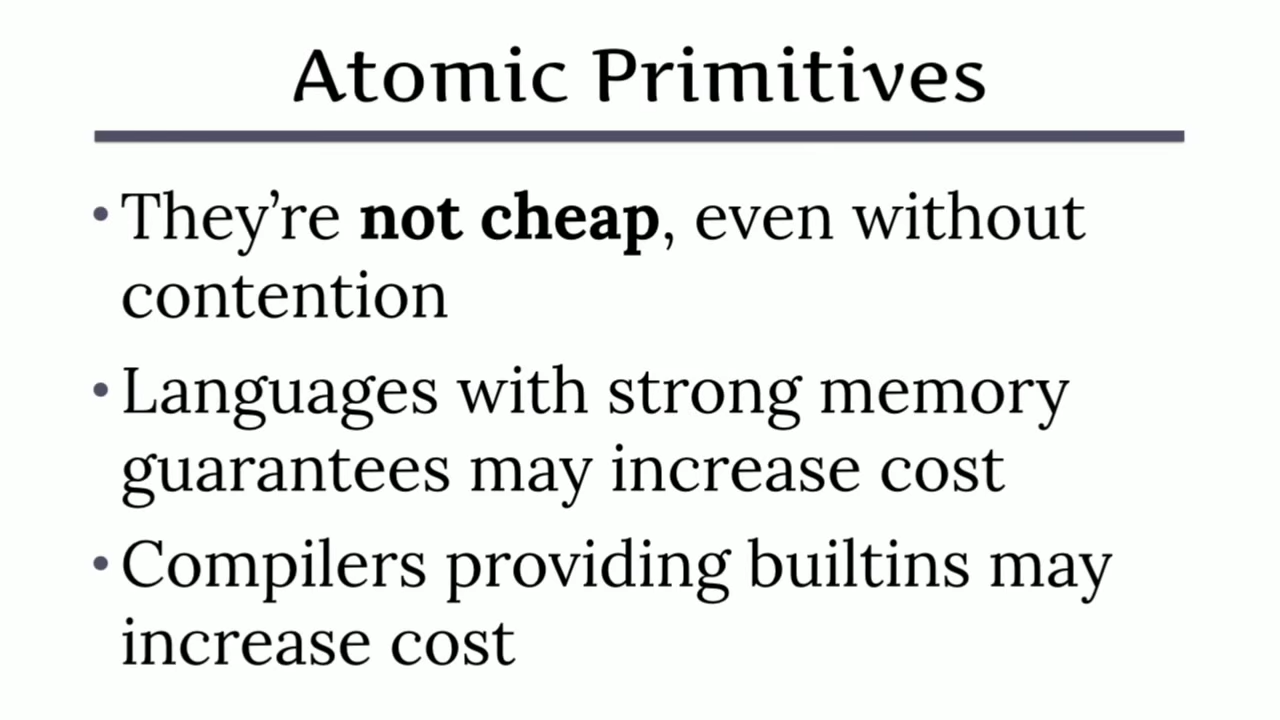 Atomic Primitives
• They’re not cheap, even without
contention
• Languages with strong memory
guarantees may increase cost
• Compilers providing builtins may
increase cost